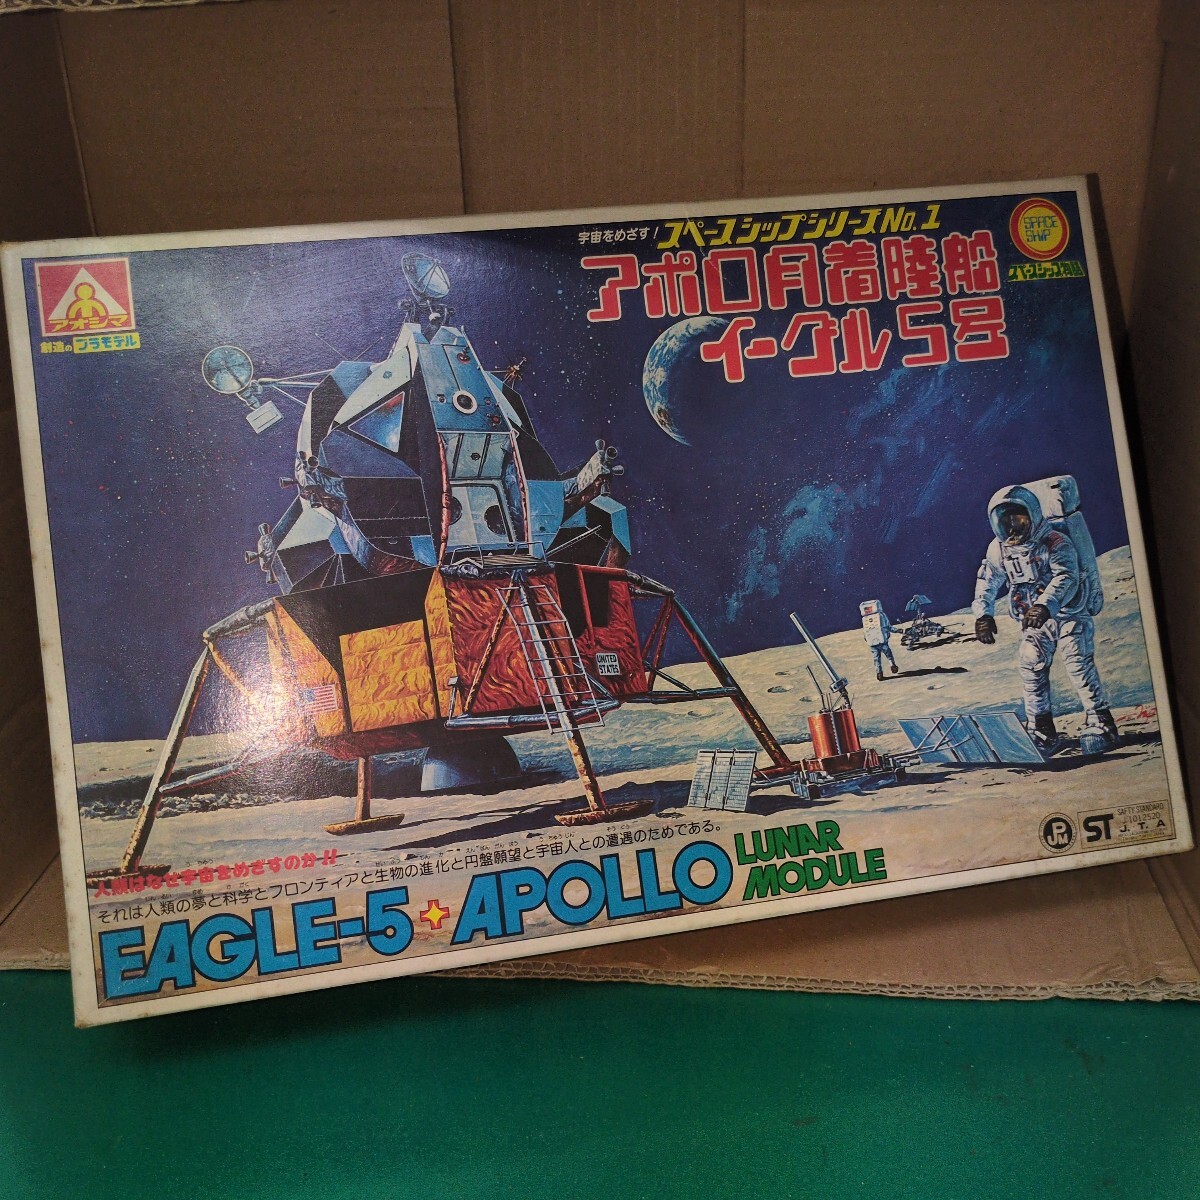 アオシマ
創造のプラモデル
宇宙をめざす!スペースシップシリーズNo.1
アポロ月着陸船
イーグル5号
SPACE
SHIP
UNITED
STATES
人類はなぜ宇宙をめざすのか!!
それは人類の夢と科学とフロンティアと生物の進化と円盤願望と宇宙人との遭遇のためである。
EAGLE-5 APOLLO
LUNAR
MODULE
PJM
ST
SAFTY STANDARD
J.T.A